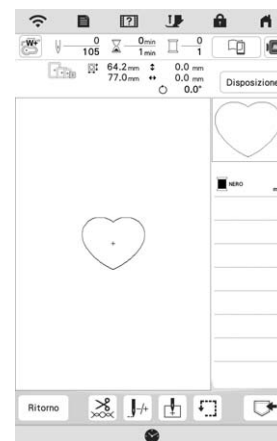 W+ 0 0min 0
105 1min 1
64.2mm 0.0 mm
77.0mm 0.0 mm
0.0°
Disposizione
NERO
Ritorno